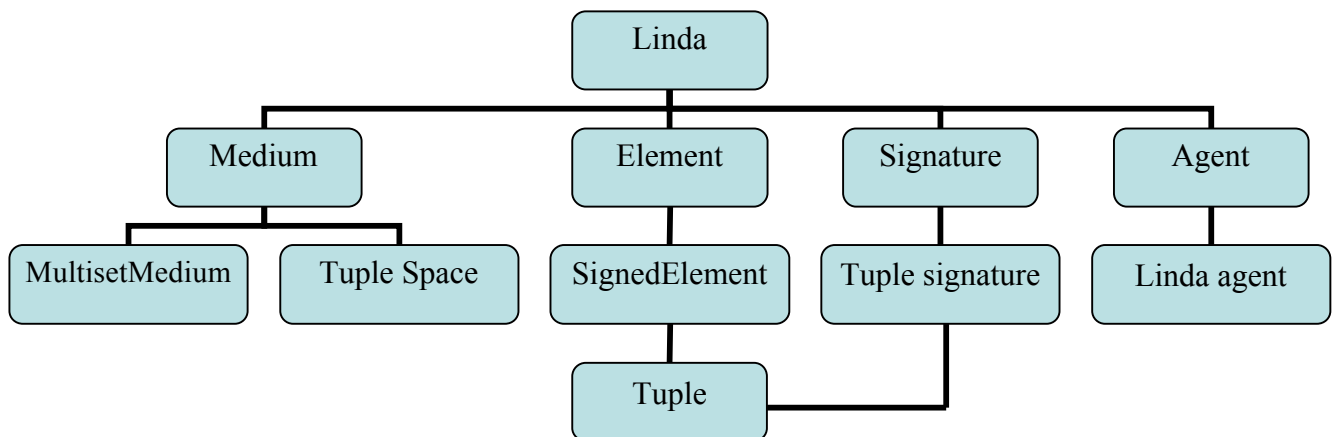 Linda
Medium
Element
Signature
Agent
MultisetMedium
Tuple Space
SignedElement
Tuple signature
Linda agent
Tuple